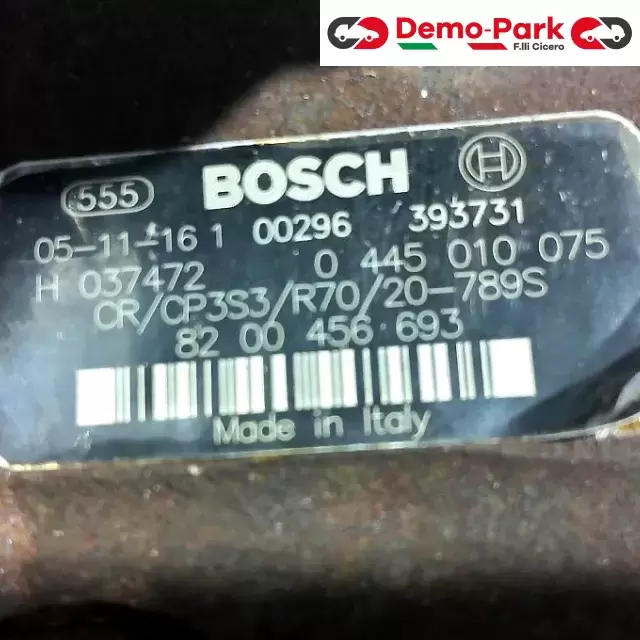 Demo-Park
F.lli Cicero
555 BOSCH H
05-11-16 1 00296 393731
H 037472 0 445 010 075
CR/CP3S3/R70/20-789S
82 00 456 693
Made in Italy